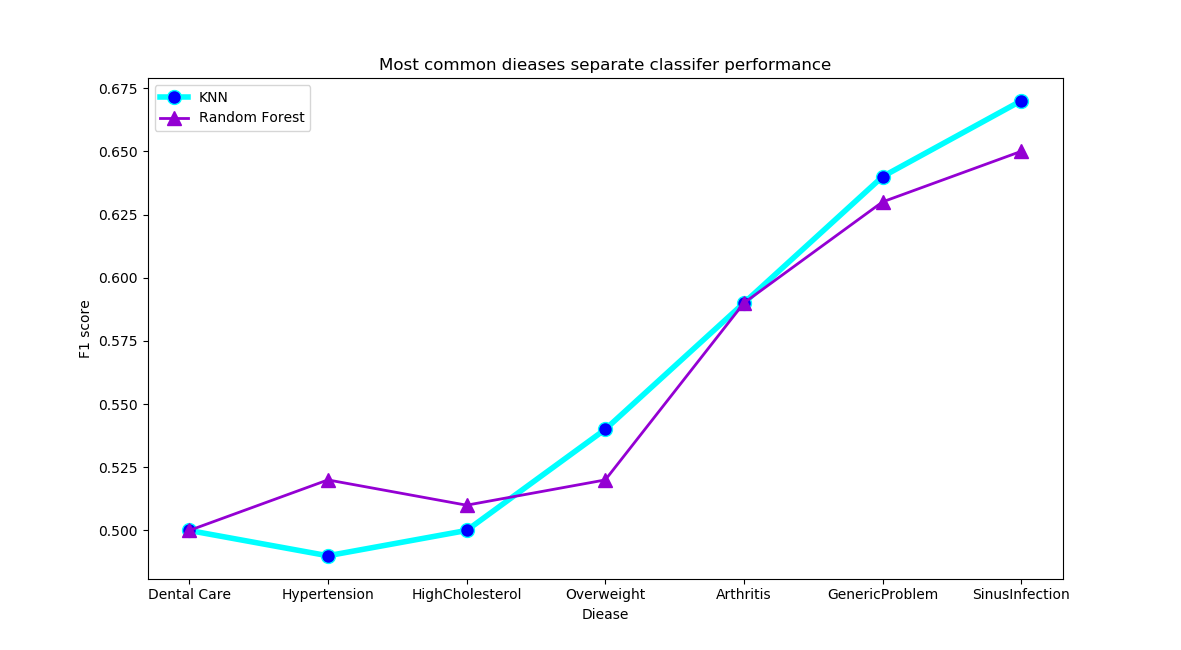 Most common dieases separate classifer performance
KNN
Random Forest
0.675
0.650
0.625
0.600
0.575
0.550
0.525
0.500
F1 score
Dental Care Hypertension HighCholesterol Overweight Arthritis GenericProblem SinusInfection
Diease